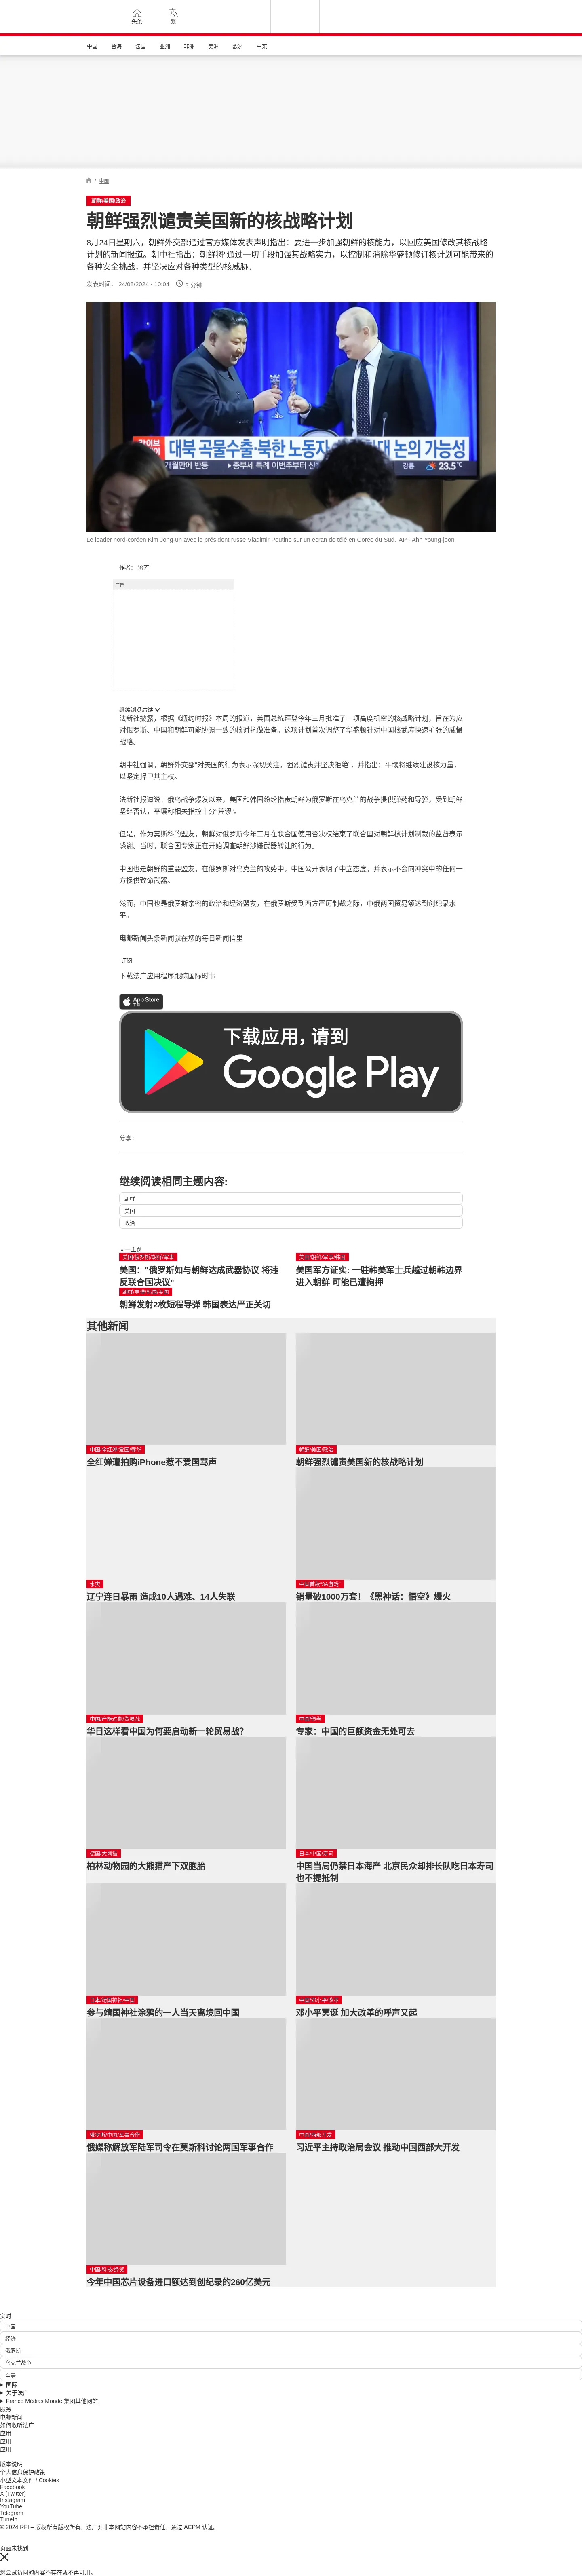 头条
繁
中国
台海
法国
亚洲
非洲
美洲
欧洲
中东
/ 中国
朝鲜/美国/政治
朝鲜强烈谴责美国新的核战略计划
8月24日星期六，朝鲜外交部通过官方媒体发表声明指出：要进一步加强朝鲜的核能力，以回应美国修改其核战略
计划的新闻报道。朝中社指出：朝鲜将“通过一切手段加强其战略实力，以控制和消除华盛顿修订核计划可能带来的
各种安全挑战，并坚决应对各种类型的核威胁。
发表时间： 24/08/2024 - 10:04
3 分钟
대북 곡물수출·북한 노동자
대 논의 가능성
개월만에 반등
▶종부세 특례 이번주부터 신
강릉
23.5℃
Le leader nord-coréen Kim Jong-un avec le président russe Vladimir Poutine sur un écran de télé en Corée du Sud. AP - Ahn Young-joon
作者： 流芳
广告
继续浏览后续
法新社披露，根据《纽约时报》本周的报道，美国总统拜登今年三月批准了一项高度机密的核战略计划，旨在为应
对俄罗斯、中国和朝鲜可能协调一致的核对抗做准备。这项计划首次调整了华盛顿针对中国核武库快速扩张的威慑
战略。
朝中社强调，朝鲜外交部“对美国的行为表示深切关注，强烈谴责并坚决拒绝”，并指出：平壤将继续建设核力量，
以坚定捍卫其主权。
法新社报道说：俄乌战争爆发以来，美国和韩国纷纷指责朝鲜为俄罗斯在乌克兰的战争提供弹药和导弹，受到朝鲜
坚辞否认，平壤称相关指控十分“荒谬”。
但是，作为莫斯科的盟友，朝鲜对俄罗斯今年三月在联合国使用否决权结束了联合国对朝鲜核计划制裁的监督表示
感谢。当时，联合国专家正在开始调查朝鲜涉嫌武器转让的行为。
中国也是朝鲜的重要盟友，在俄罗斯对乌克兰的攻势中，中国公开表明了中立态度，并表示不会向冲突中的任何一
方提供致命武器。
然而，中国也是俄罗斯亲密的政治和经济盟友，在俄罗斯受到西方严厉制裁之际，中俄两国贸易额达到创纪录水
平。
电邮新闻头条新闻就在您的每日新闻信里
订阅
下载法广应用程序跟踪国际时事
App Store
下载
下载应用，请到
Google Play
分享 :
继续阅读相同主题内容:
朝鲜
美国
政治
同一主题
美国/俄罗斯/朝鲜/军事
美国："俄罗斯如与朝鲜达成武器协议 将违
反联合国决议"
美国/朝鲜/军事/韩国
美国军方证实: 一驻韩美军士兵越过朝韩边界
进入朝鲜 可能已遭拘押
朝鲜/导弹/韩国/美国
朝鲜发射2枚短程导弹 韩国表达严正关切
其他新闻
中国/全红婵/爱国/辱华
全红婵遭拍购iPhone惹不爱国骂声
朝鲜/美国/政治
朝鲜强烈谴责美国新的核战略计划
水灾
辽宁连日暴雨 造成10人遇难、14人失联
中国首款“3A游戏”
销量破1000万套！《黑神话：悟空》爆火
中国/产能过剩/贸易战
华日这样看中国为何要启动新一轮贸易战?
中国/债券
专家：中国的巨额资金无处可去
德国/大熊猫
柏林动物园的大熊猫产下双胞胎
日本/中国/寿司
中国当局仍禁日本海产 北京民众却排长队吃日本寿司
也不提抵制
日本/靖国神社/中国
参与靖国神社涂鸦的一人当天离境回中国
中国/邓小平/改革
邓小平冥诞 加大改革的呼声又起
俄罗斯/中国/军事合作
俄媒称解放军陆军司令在莫斯科讨论两国军事合作
中国/西部开发
习近平主持政治局会议 推动中国西部大开发
中国/科技/经贸
今年中国芯片设备进口额达到创纪录的260亿美元
实时
中国
经济
俄罗斯
乌克兰战争
军事
国际
关于法广
France Médias Monde 集团其他网站
服务
电邮新闻
如何收听法广
应用
应用
应用
版本说明
个人信息保护政策
小型文本文件 / Cookies
Facebook
X (Twitter)
Instagram
YouTube
Telegram
TuneIn
© 2024 RFI – 版权所有版权所有。法广对非本网站内容不承担责任。通过 ACPM 认证。
页面未找到
您尝试访问的内容不存在或不再可用。